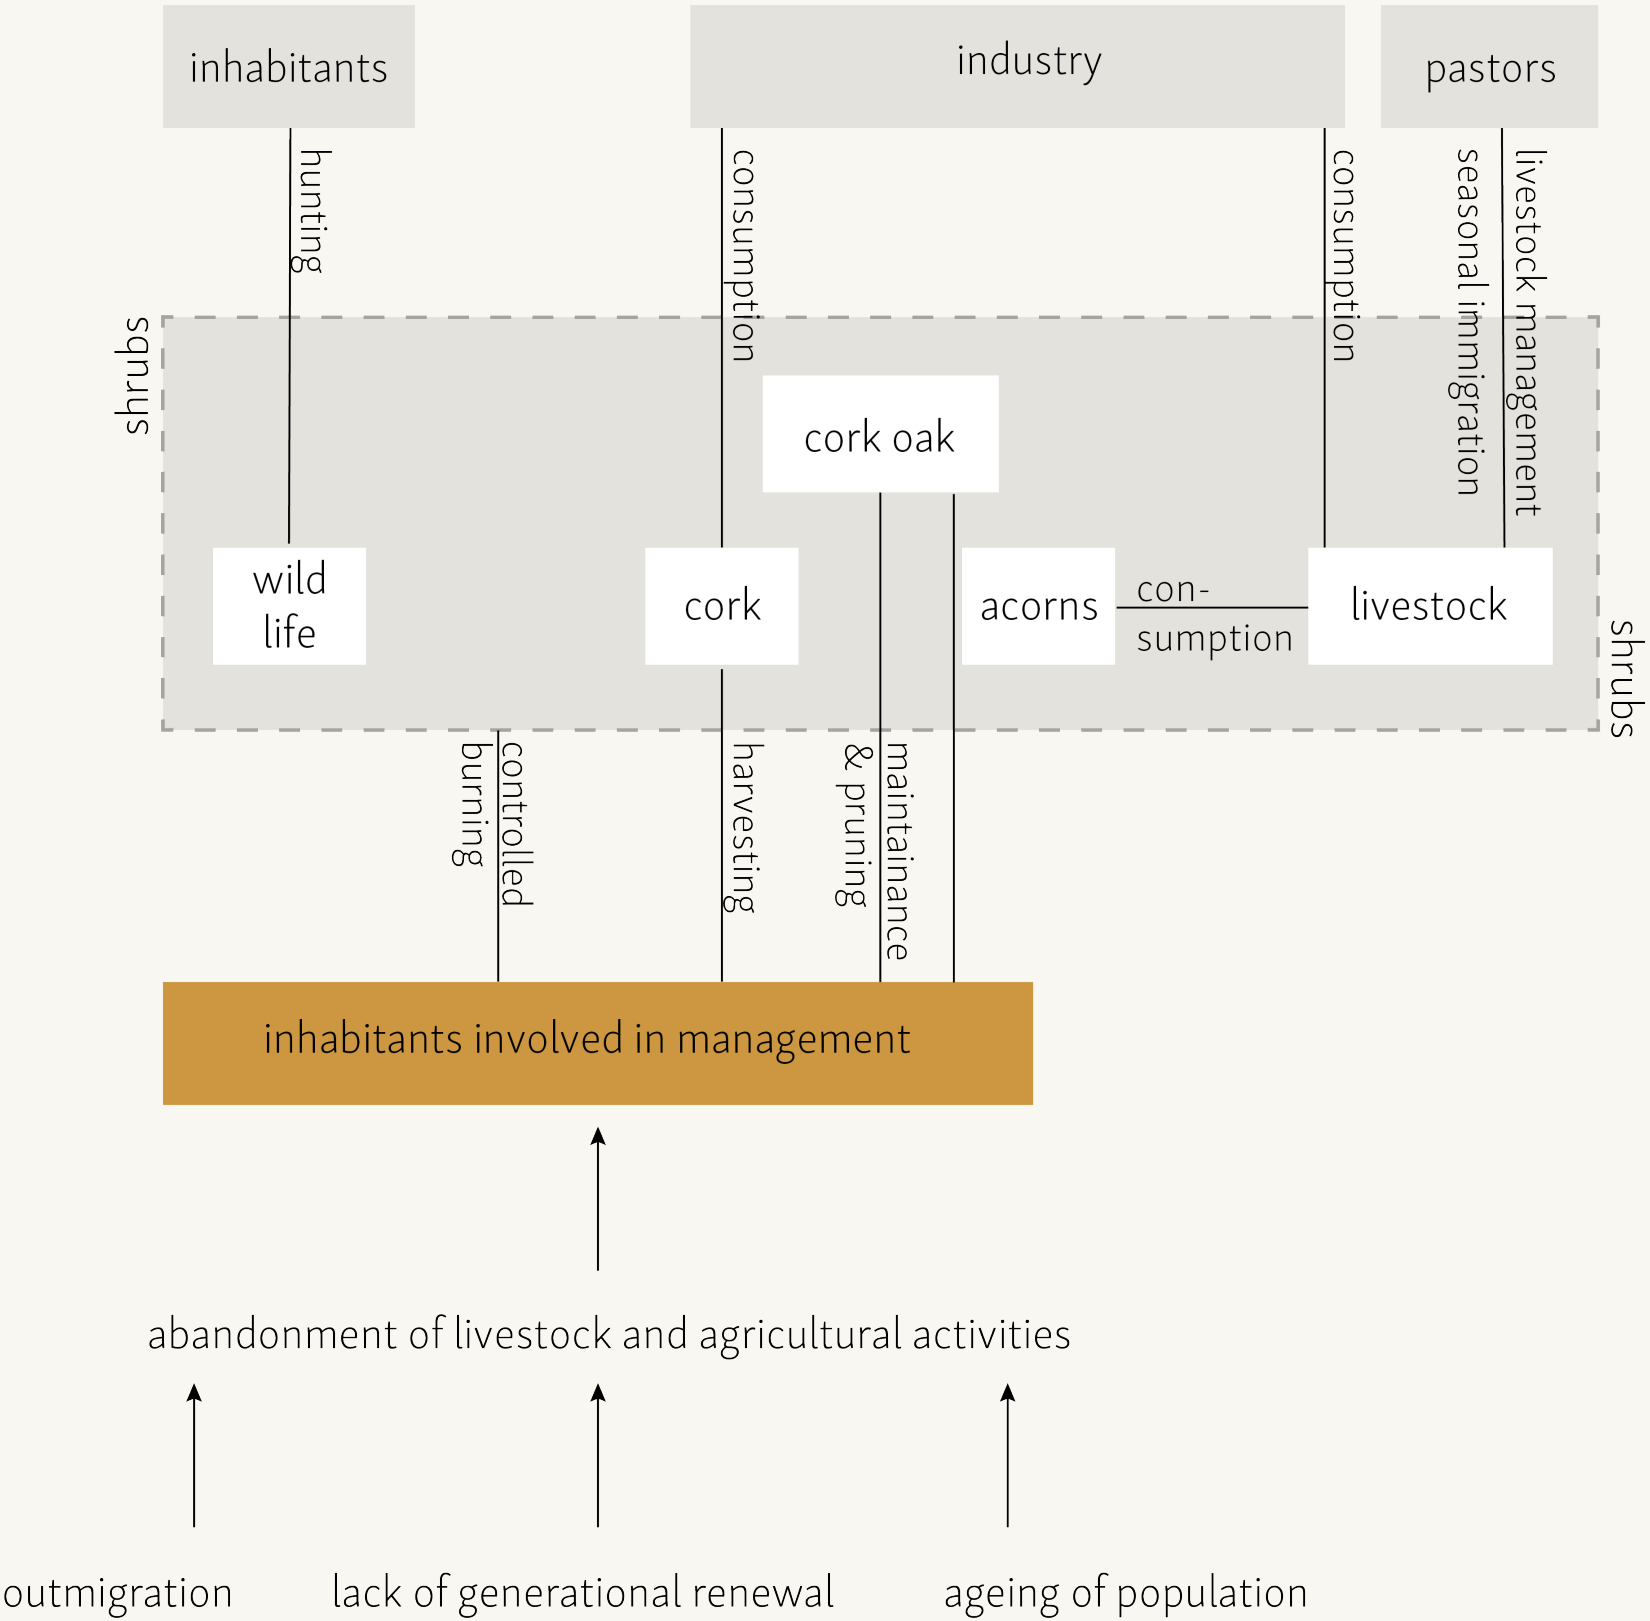 inhabitants
industry
pastors
hunting
consumption
consumption
seasonal immigration
livestock management
shrubs
cork oak
wild
life
cork
acorns
con-
sumption
livestock
shrubs
controlled
burning
harvesting
maintainance
& pruning
inhabitants involved in management
abandonment of livestock and agricultural activities
outmigration
lack of generational renewal
ageing of population